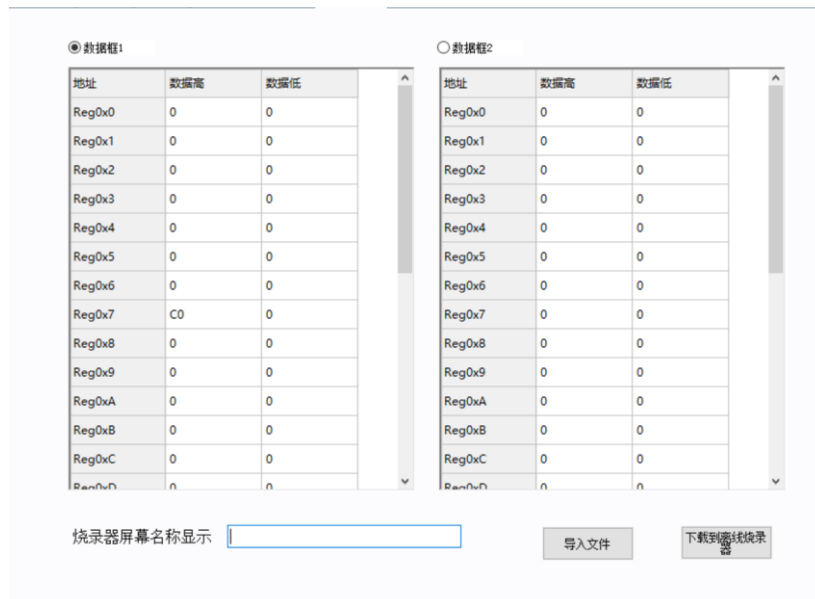 数据框1 数据框2
地址 数据高 数据低 地址 数据高 数据低
Reg0x0 0 0 Reg0x0 0 0
Reg0x1 0 0 Reg0x1 0 0
Reg0x2 0 0 Reg0x2 0 0
Reg0x3 0 0 Reg0x3 0 0
Reg0x4 0 0 Reg0x4 0 0
Reg0x5 0 0 Reg0x5 0 0
Reg0x6 0 0 Reg0x6 0 0
Reg0x7 C0 0 Reg0x7 0 0
Reg0x8 0 0 Reg0x8 0 0
Reg0x9 0 0 Reg0x9 0 0
Reg0xA 0 0 Reg0xA 0 0
Reg0xB 0 0 Reg0xB 0 0
Reg0xC 0 0 Reg0xC 0 0
Reg0xD 0 0 Reg0xD 0 0
烧录器屏幕名称显示 导入文件 下载到离线烧录
器